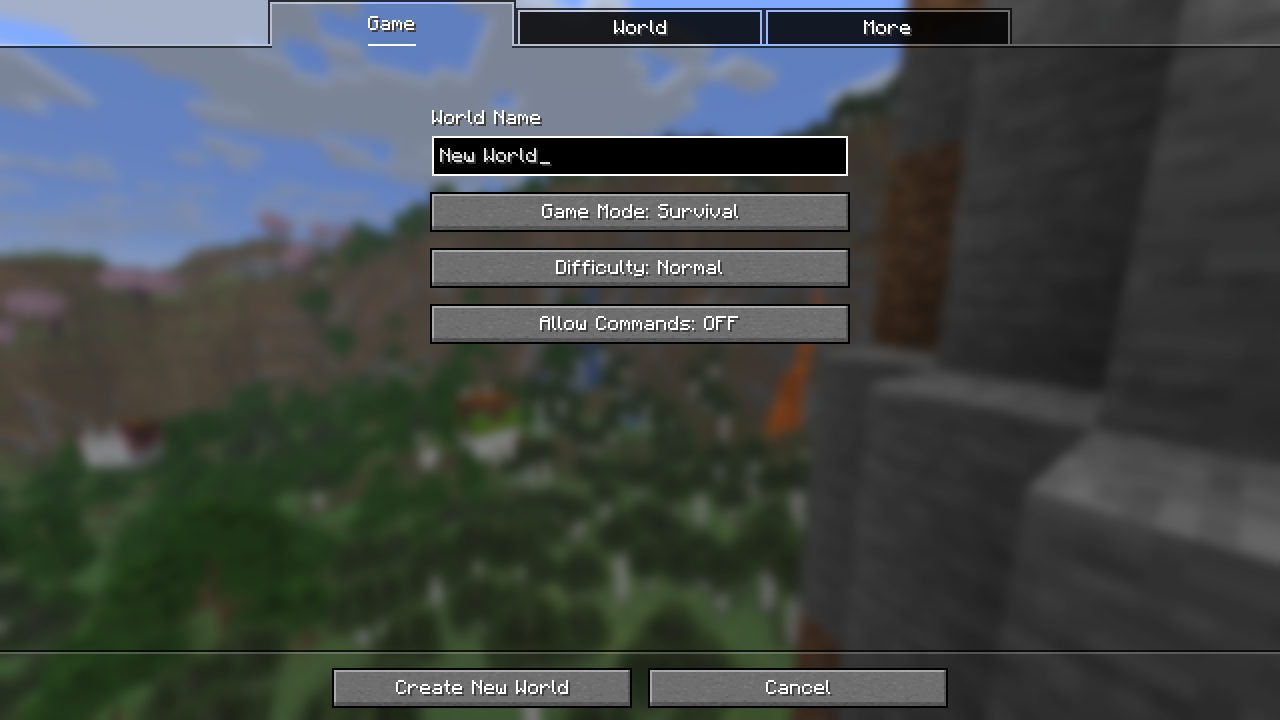 Game
World
More
World Name
New World_
Game Mode: Survival
Difficulty: Normal
Allow Commands: OFF
Create New World
Cancel